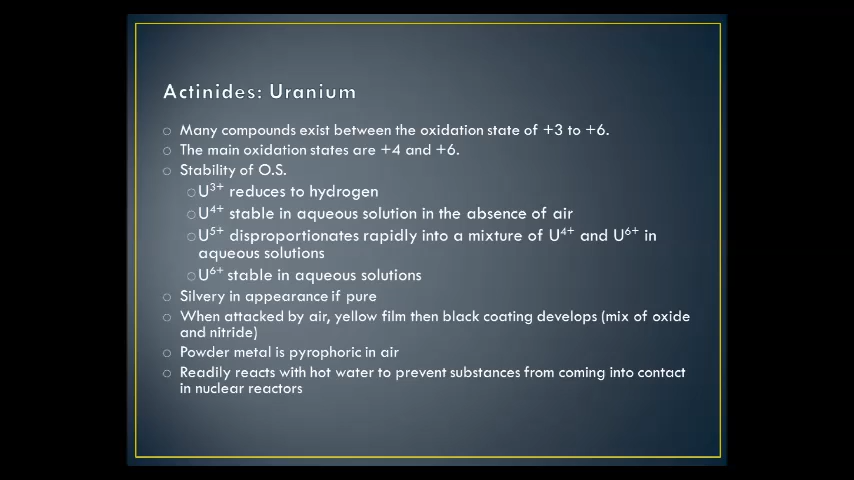 Actinides: Uranium
○ Many compounds exist between the oxidation state of +3 to +6.
○ The main oxidation states are +4 and +6.
○ Stability of O.S.
○ U³⁺ reduces to hydrogen
○ U⁴⁺ stable in aqueous solution in the absence of air
○ U⁵⁺ disproportionates rapidly into a mixture of U⁴⁺ and U⁶⁺ in
aqueous solutions
○ U⁶⁺ stable in aqueous solutions
○ Silvery in appearance if pure
○ When attacked by air, yellow film then black coating develops (mix of oxide
and nitride)
○ Powder metal is pyrophoric in air
○ Readily reacts with hot water to prevent substances from coming into contact
in nuclear reactors